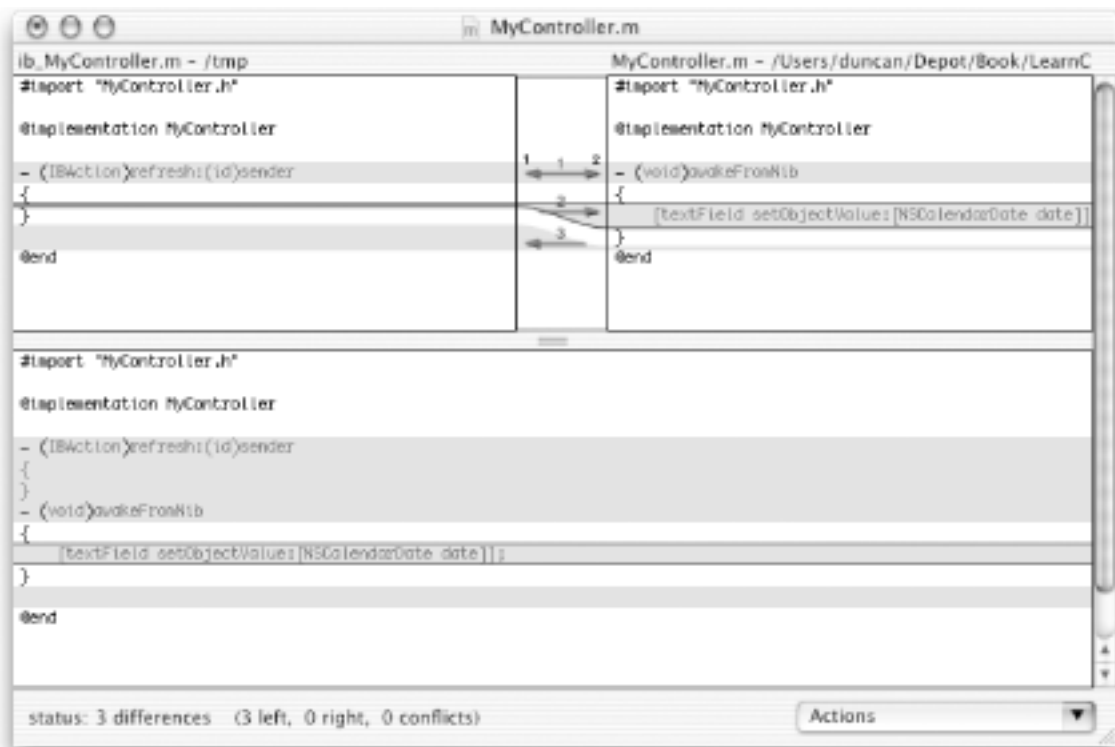 MyController.m
ib_MyController.m - /tmp
MyController.m - /Users/duncan/Depot/Book/LearnC
#import "MyController.h"
@implementation MyController
- (IBAction)refresh:(id)sender
{
}
@end
1 1 2
2
3
#import "MyController.h"
@implementation MyController
- (void)awakeFromNib
{
[textField setObjectValue:[NSCalendarDate date]]
}
@end
#import "MyController.h"
@implementation MyController
- (IBAction)refresh:(id)sender
{
}
- (void)awakeFromNib
{
[textField setObjectValue:[NSCalendarDate date]];
}
@end
status: 3 differences (3 left, 0 right, 0 conflicts)
Actions